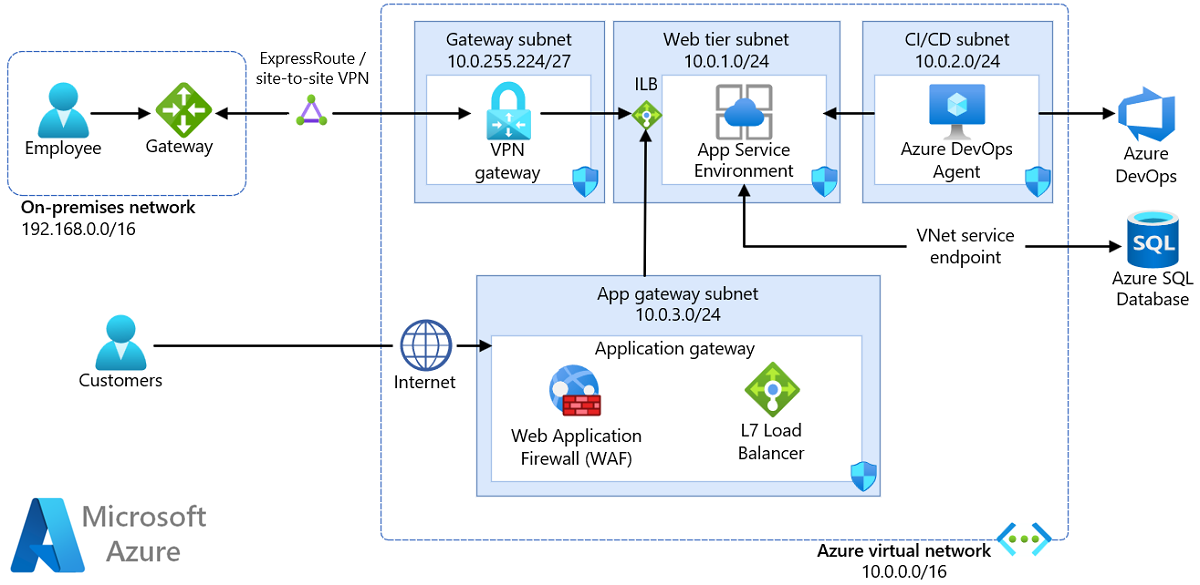 ExpressRoute /
site-to-site VPN
Employee
Gateway
On-premises network
192.168.0.0/16
Gateway subnet
10.0.255.224/27
VPN
gateway
Web tier subnet
10.0.1.0/24
ILB
App Service
Environment
CI/CD subnet
10.0.2.0/24
Azure DevOps
Agent
Azure
DevOps
VNet service
endpoint
SQL
Azure SQL
Database
Customers
Internet
App gateway subnet
10.0.3.0/24
Application gateway
Web Application
Firewall (WAF)
L7 Load
Balancer
Microsoft
Azure
Azure virtual network
10.0.0.0/16